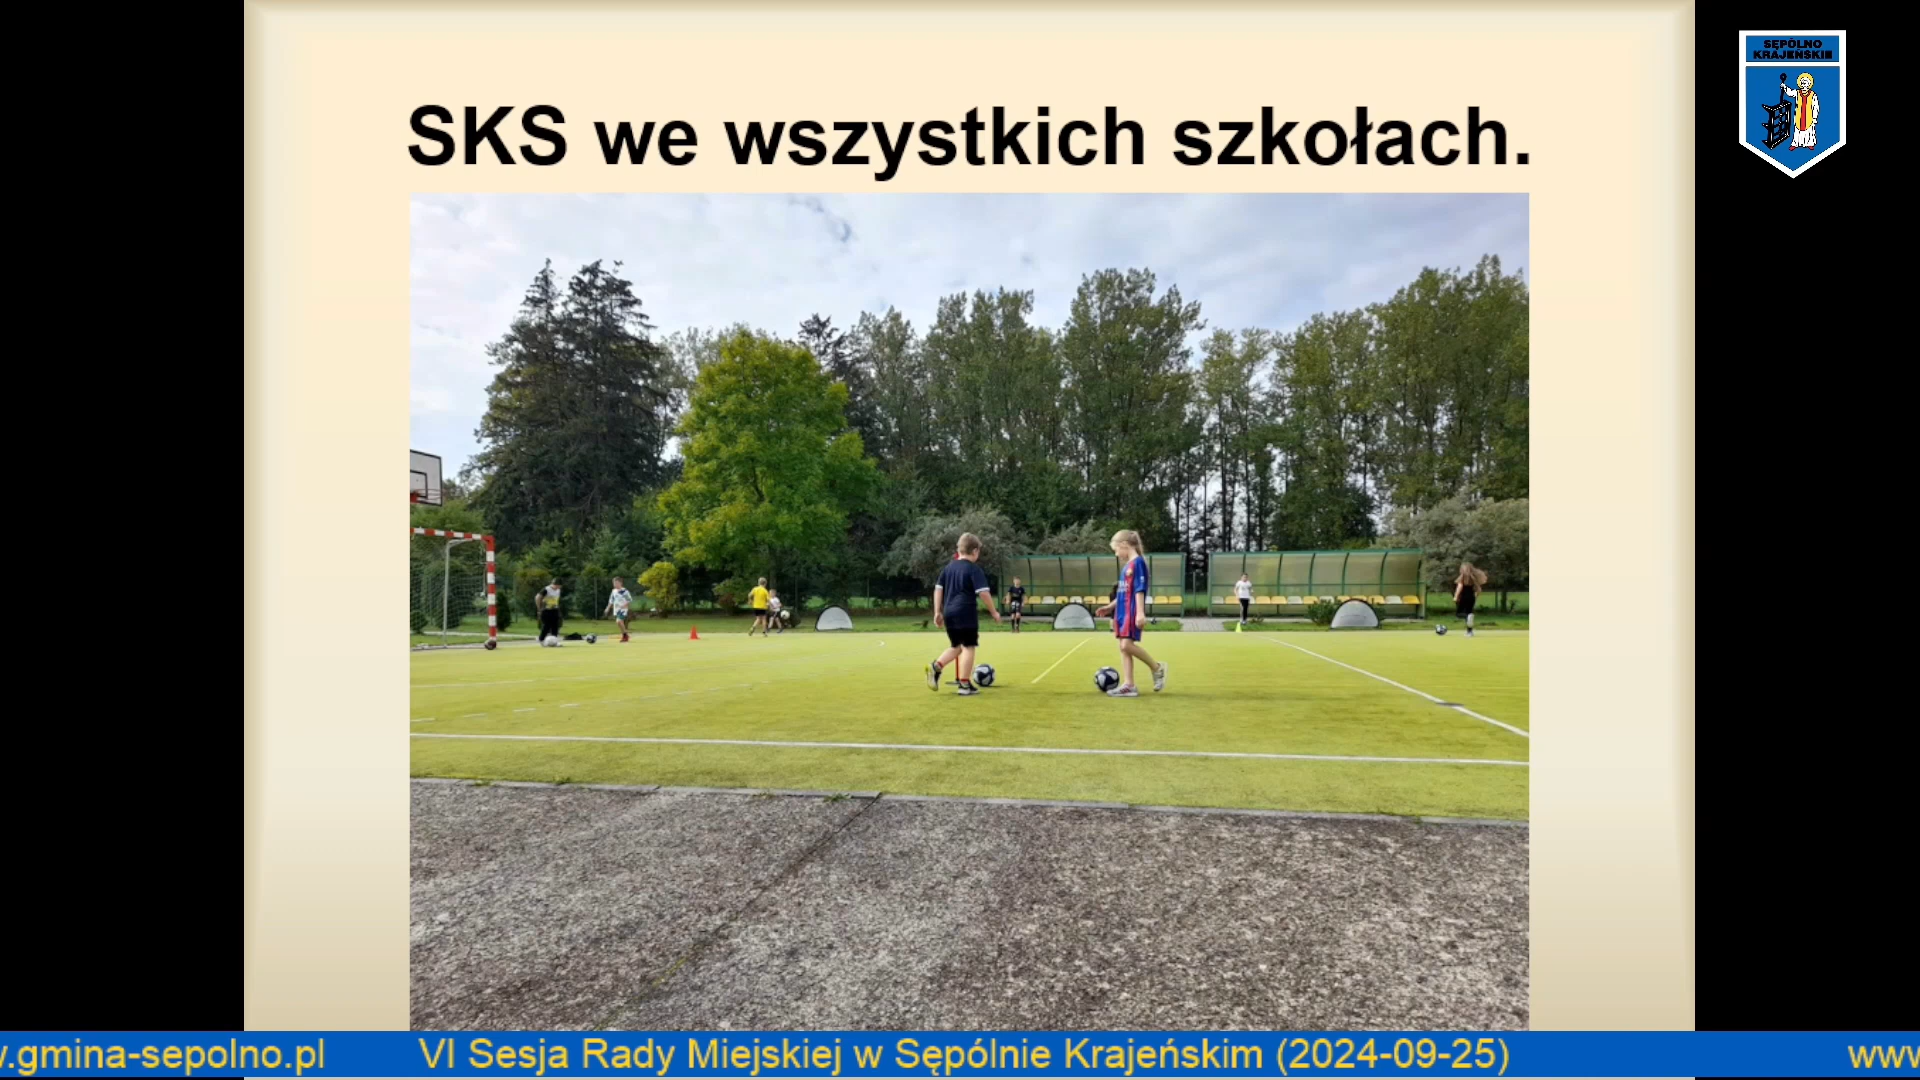 SĘPÓLNO
KRAJEŃSKIE
SKS we wszystkich szkołach.
w.gmina-sepolno.pl VI Sesja Rady Miejskiej w Sępólnie Krajeńskim (2024-09-25) www